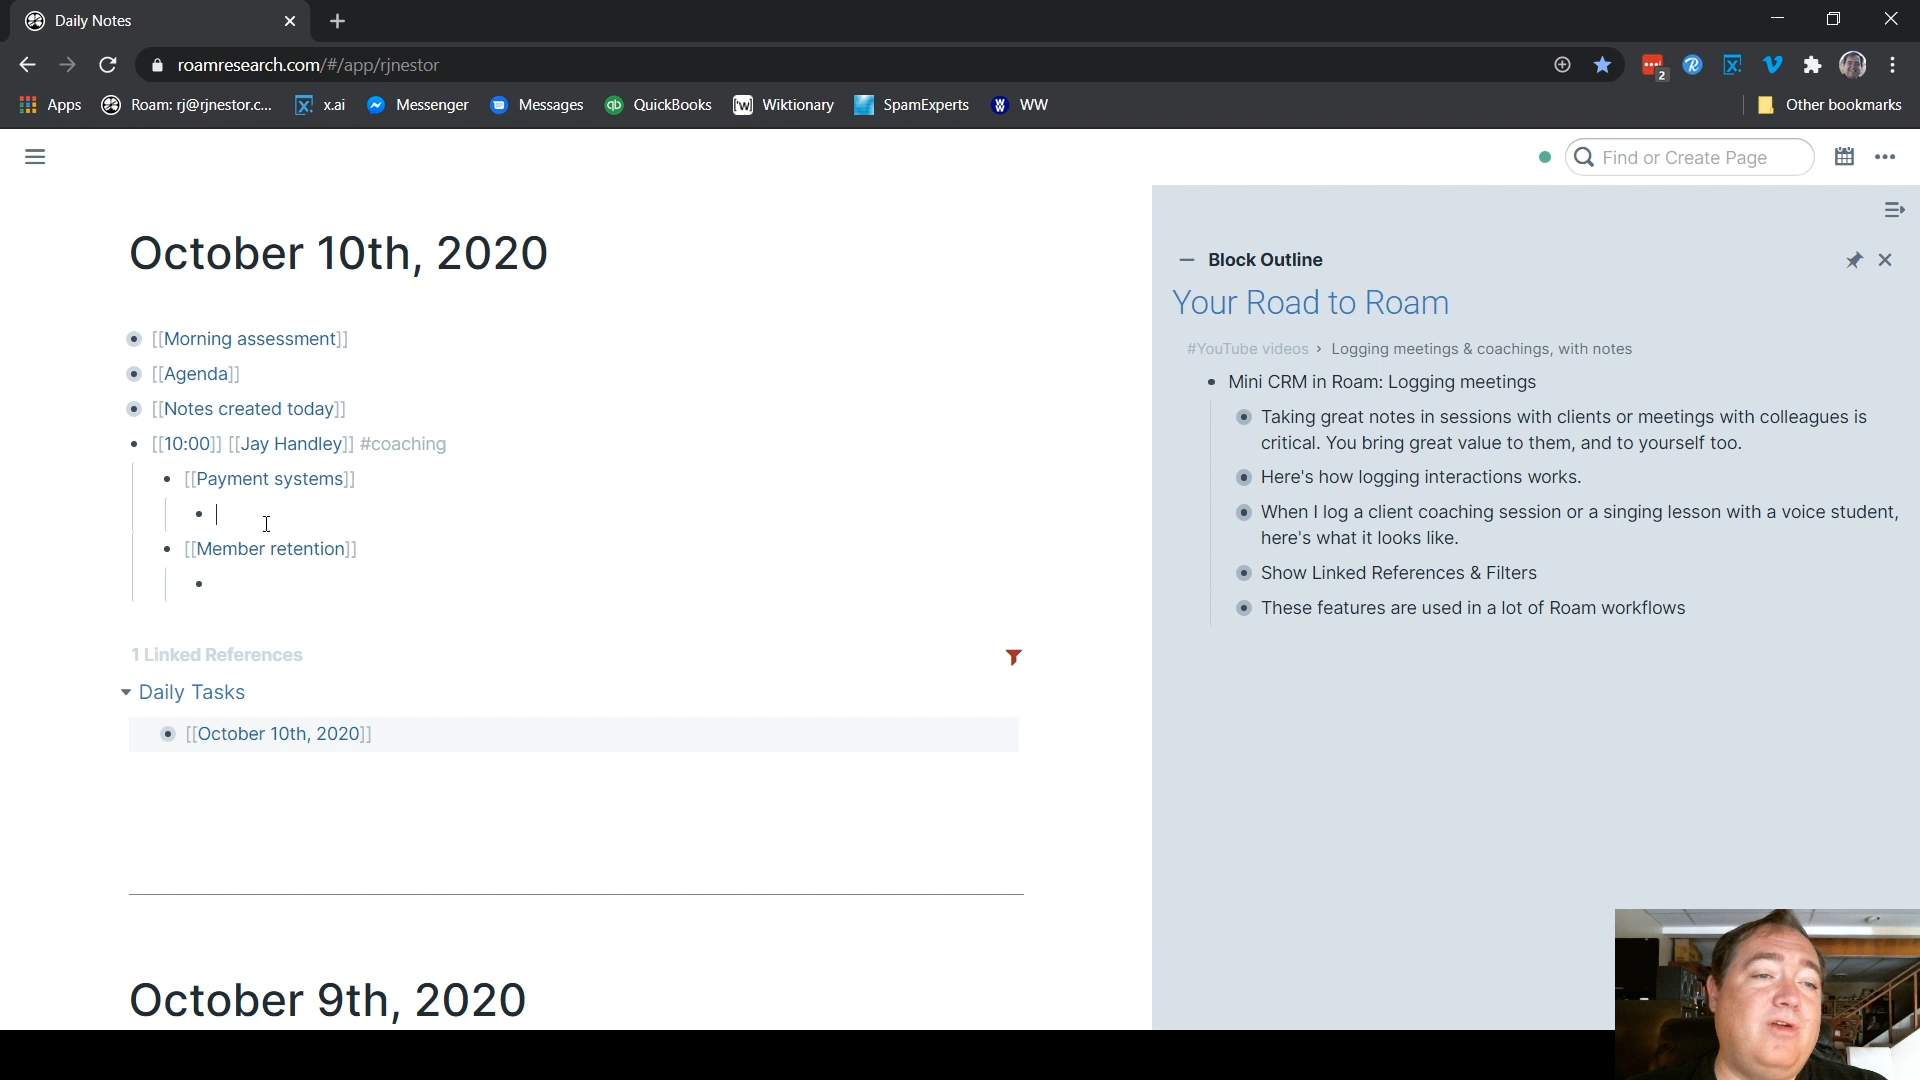 Daily Notes
roamresearch.com/#/app/rjnestor
2
Apps
Roam: rj@rjnestor.c...
x.ai
Messenger
Messages
QuickBooks
Wiktionary
SpamExperts
WW
Other bookmarks
Find or Create Page
October 10th, 2020
[[Morning assessment]]
[[Agenda]]
[[Notes created today]]
[[10:00]] [[Jay Handley]] #coaching
[[Payment systems]]
[[Member retention]]
1 Linked References
Daily Tasks
[[October 10th, 2020]]
October 9th, 2020
Block Outline
Your Road to Roam
#YouTube videos › Logging meetings & coachings, with notes
Mini CRM in Roam: Logging meetings
Taking great notes in sessions with clients or meetings with colleagues is
critical. You bring great value to them, and to yourself too.
Here's how logging interactions works.
When I log a client coaching session or a singing lesson with a voice student,
here's what it looks like.
Show Linked References & Filters
These features are used in a lot of Roam workflows